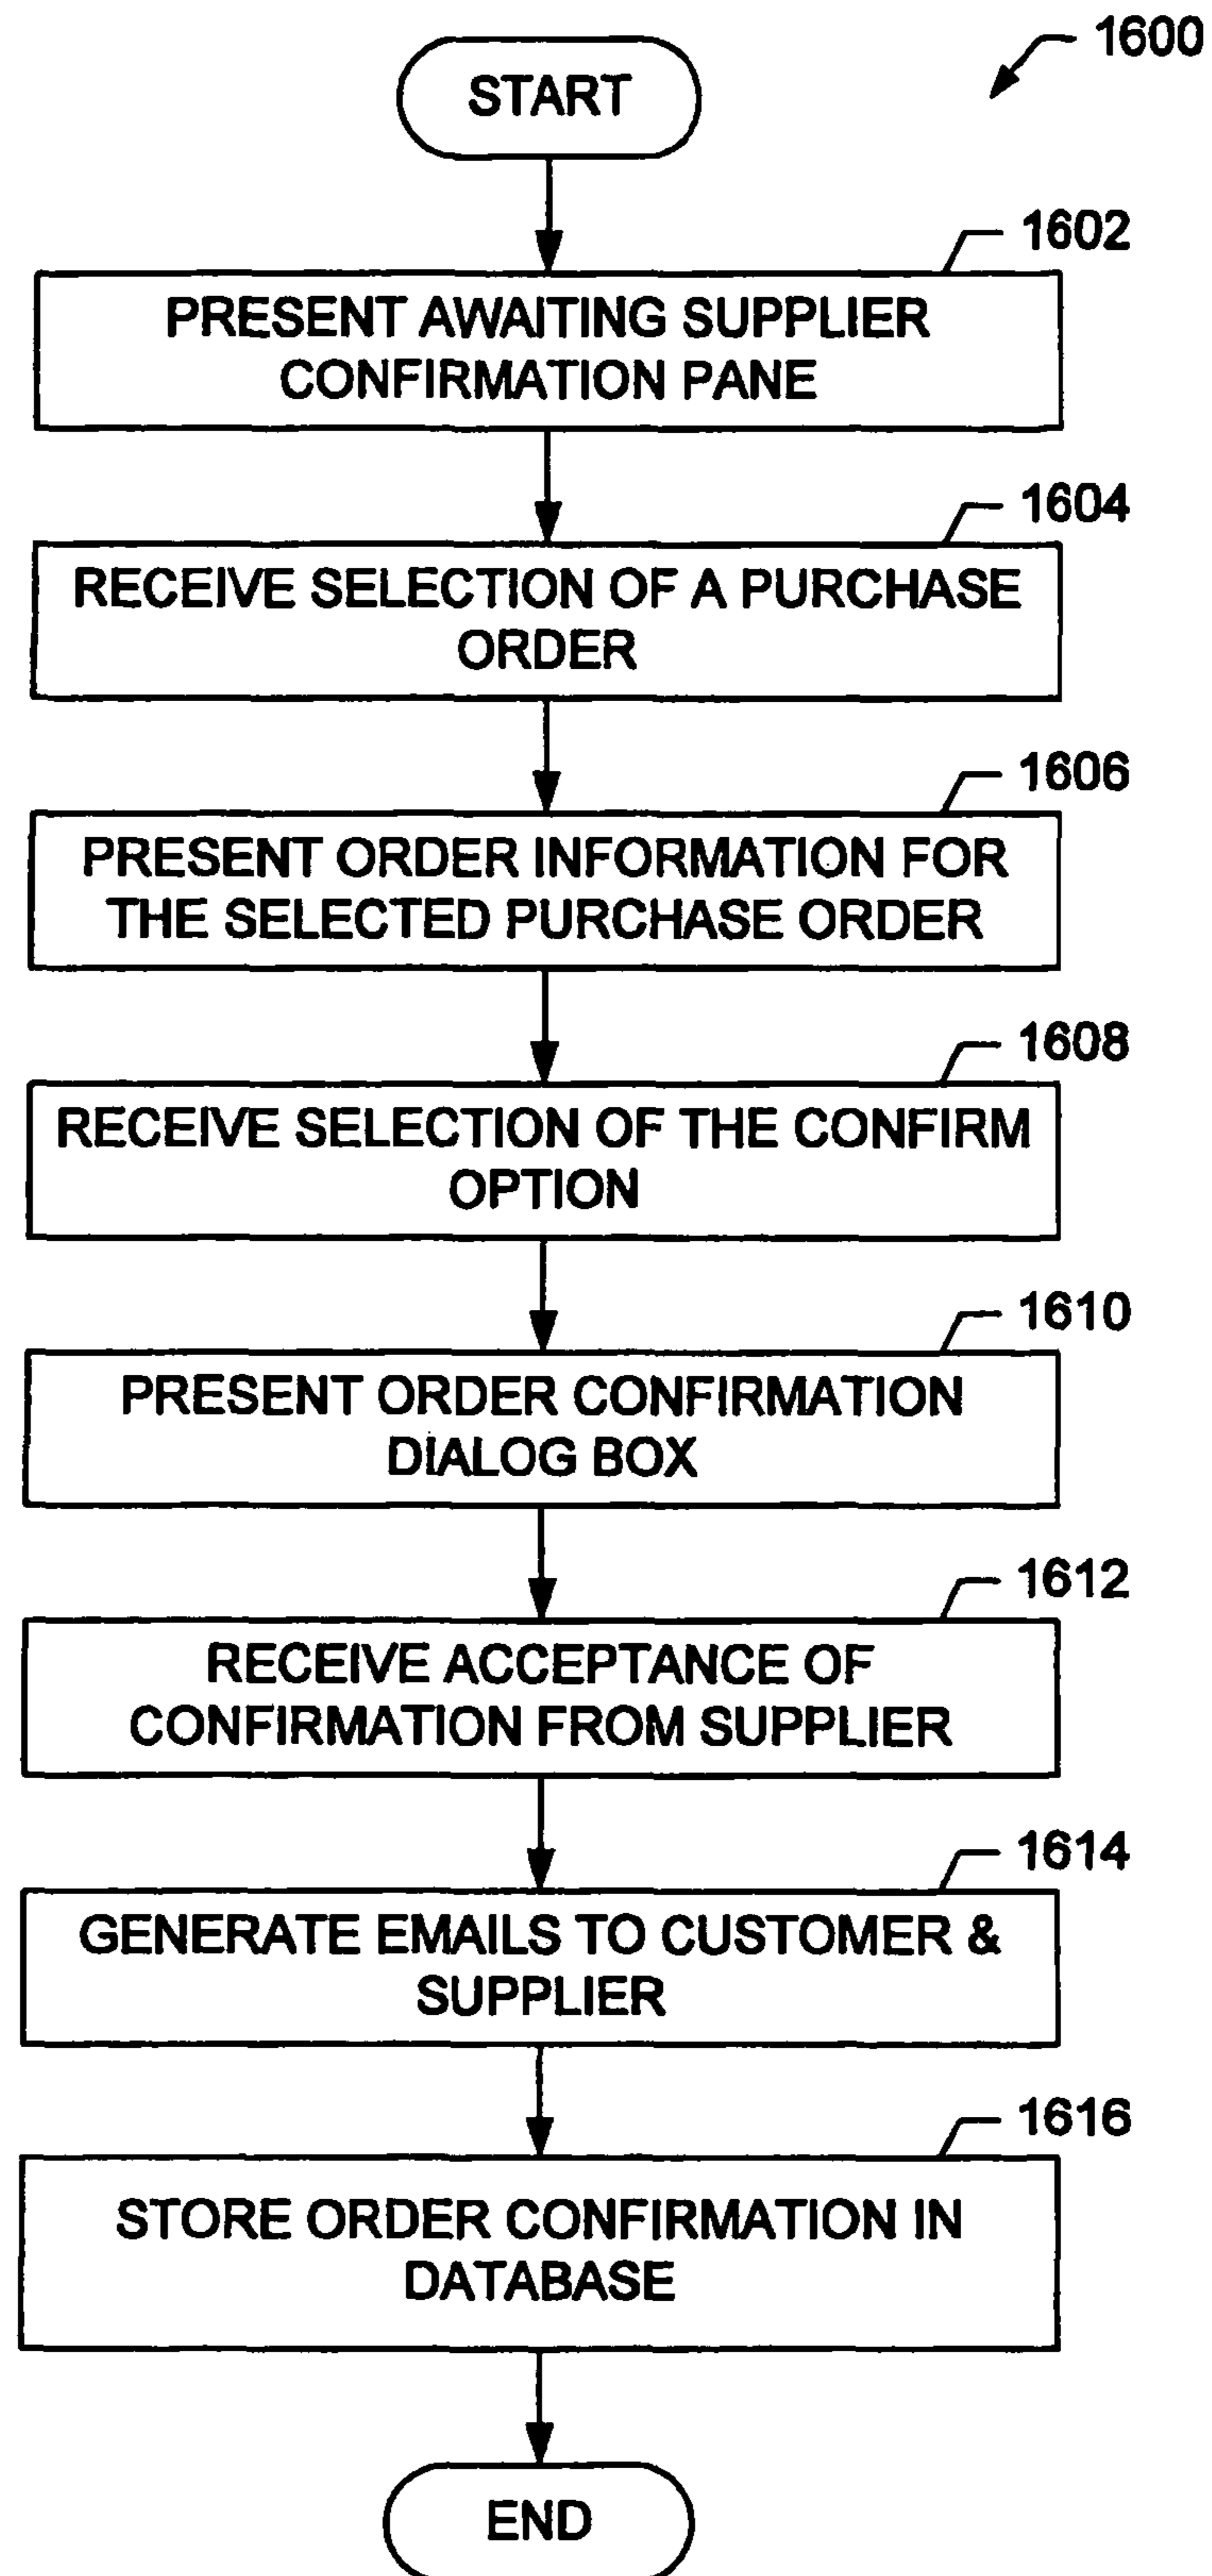 1600
START
1602
PRESENT AWAITING SUPPLIER
CONFIRMATION PANE
1604
RECEIVE SELECTION OF A PURCHASE
ORDER
1606
PRESENT ORDER INFORMATION FOR
THE SELECTED PURCHASE ORDER
1608
RECEIVE SELECTION OF THE CONFIRM
OPTION
1610
PRESENT ORDER CONFIRMATION
DIALOG BOX
1612
RECEIVE ACCEPTANCE OF
CONFIRMATION FROM SUPPLIER
1614
GENERATE EMAILS TO CUSTOMER &
SUPPLIER
1616
STORE ORDER CONFIRMATION IN
DATABASE
END